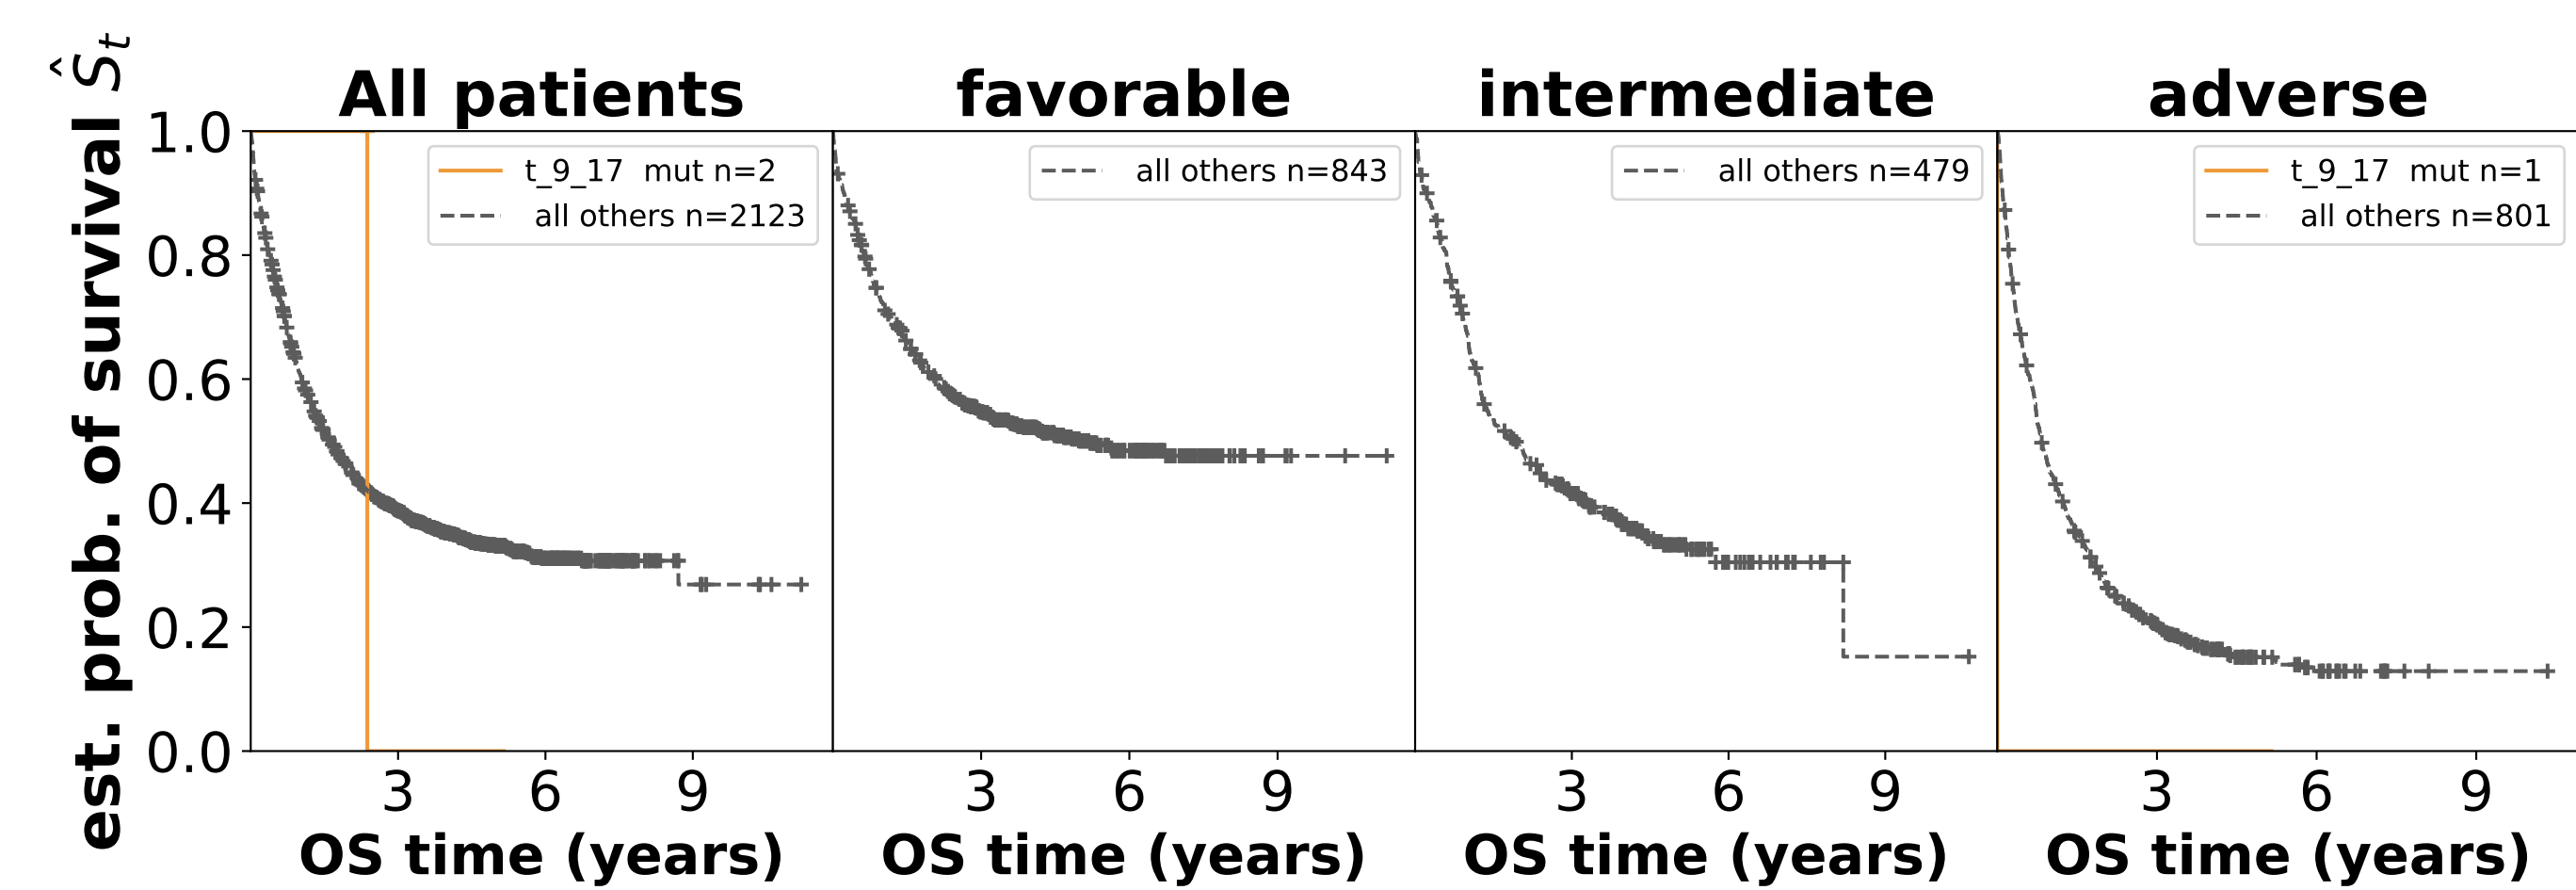 est. prob. of survival Ŝt
All patients
1.0
0.8
0.6
0.4
0.2
0.0
t_9_17  mut n=2
all others n=2123
3 6 9
OS time (years)
favorable
all others n=843
3 6 9
OS time (years)
intermediate
all others n=479
3 6 9
OS time (years)
adverse
t_9_17  mut n=1
all others n=801
3 6 9
OS time (years)